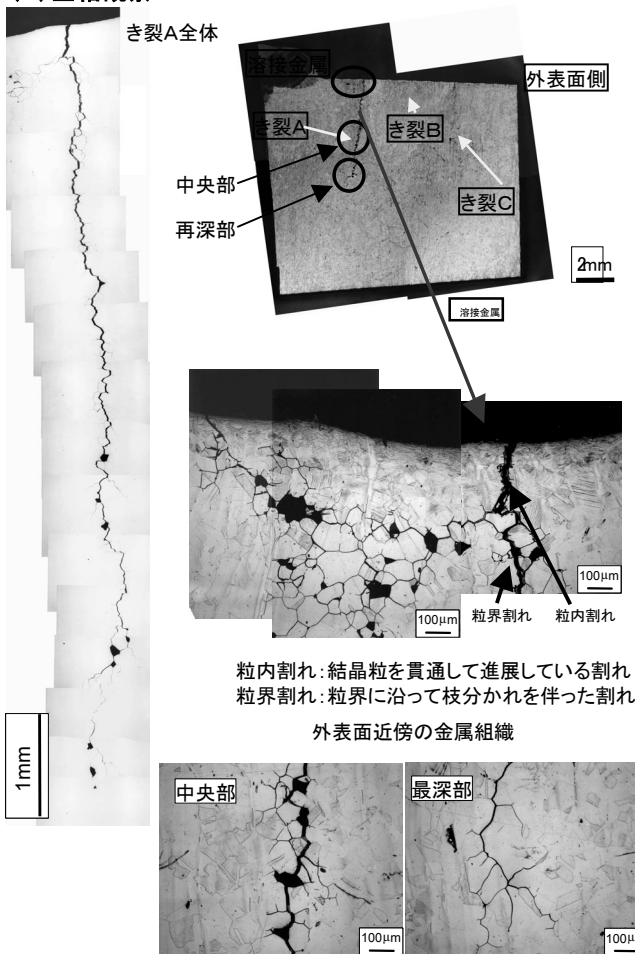 き裂A全体
溶接金属
外表面側
き裂A
き裂B
中央部
き裂C
再深部
2mm
溶接金属
100μm
100μm
粒界割れ
粒内割れ
粒内割れ:結晶粒を貫通して進展している割れ
粒界割れ:粒界に沿って枝分かれを伴った割れ
外表面近傍の金属組織
1mm
中央部
最深部
100μm
100μm